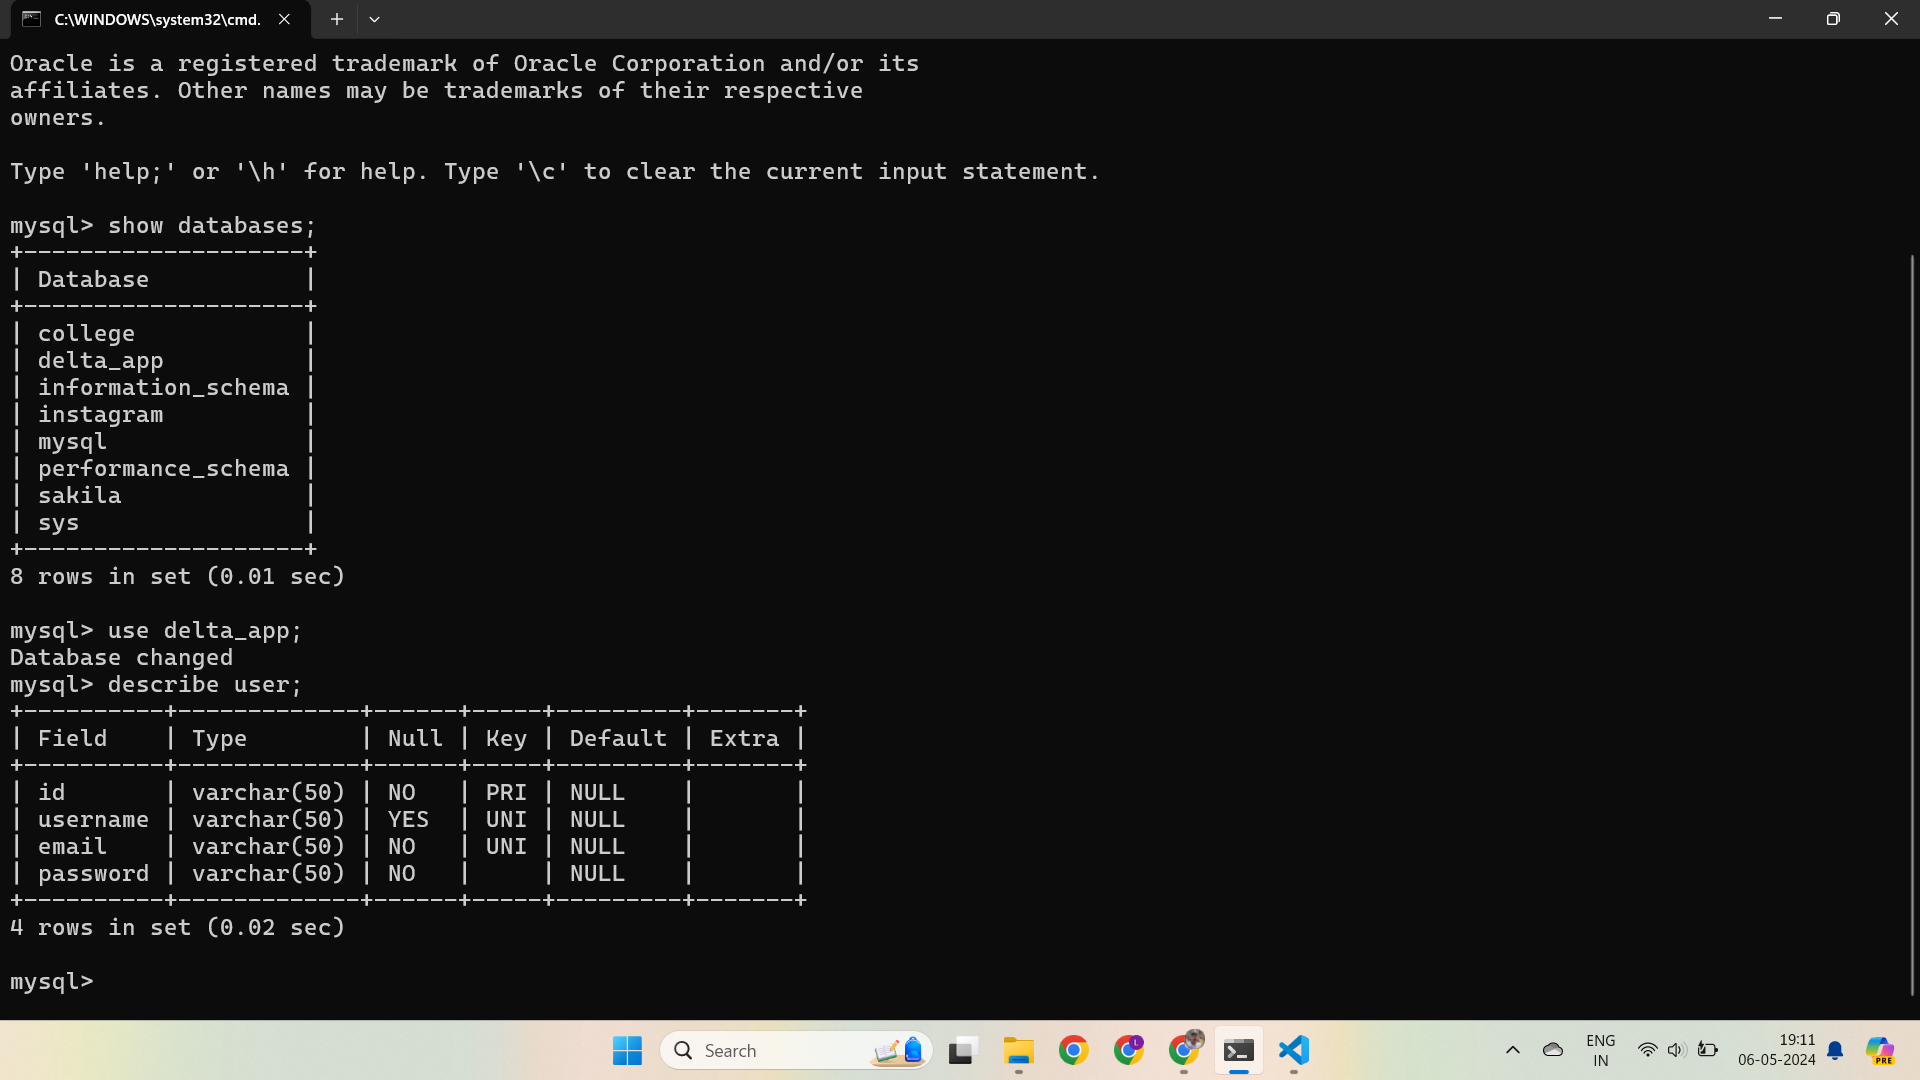 C:\WINDOWS\system32\cmd.
Oracle is a registered trademark of Oracle Corporation and/or its
affiliates. Other names may be trademarks of their respective
owners.
Type 'help;' or '\h' for help. Type '\c' to clear the current input statement.
mysql> show databases;
+--------------------+
| Database           |
+--------------------+
| college            |
| delta_app          |
| information_schema |
| instagram          |
| mysql              |
| performance_schema |
| sakila             |
| sys                |
+--------------------+
8 rows in set (0.01 sec)
mysql> use delta_app;
Database changed
mysql> describe user;
+----------+-------------+------+-----+---------+-------+
| Field    | Type        | Null | Key | Default | Extra |
+----------+-------------+------+-----+---------+-------+
| id       | varchar(50) | NO   | PRI | NULL    |       |
| username | varchar(50) | YES  | UNI | NULL    |       |
| email    | varchar(50) | NO   | UNI | NULL    |       |
| password | varchar(50) | NO   |     | NULL    |       |
+----------+-------------+------+-----+---------+-------+
4 rows in set (0.02 sec)
mysql>
Search
L
ENG
IN
19:11
06-05-2024
PRE